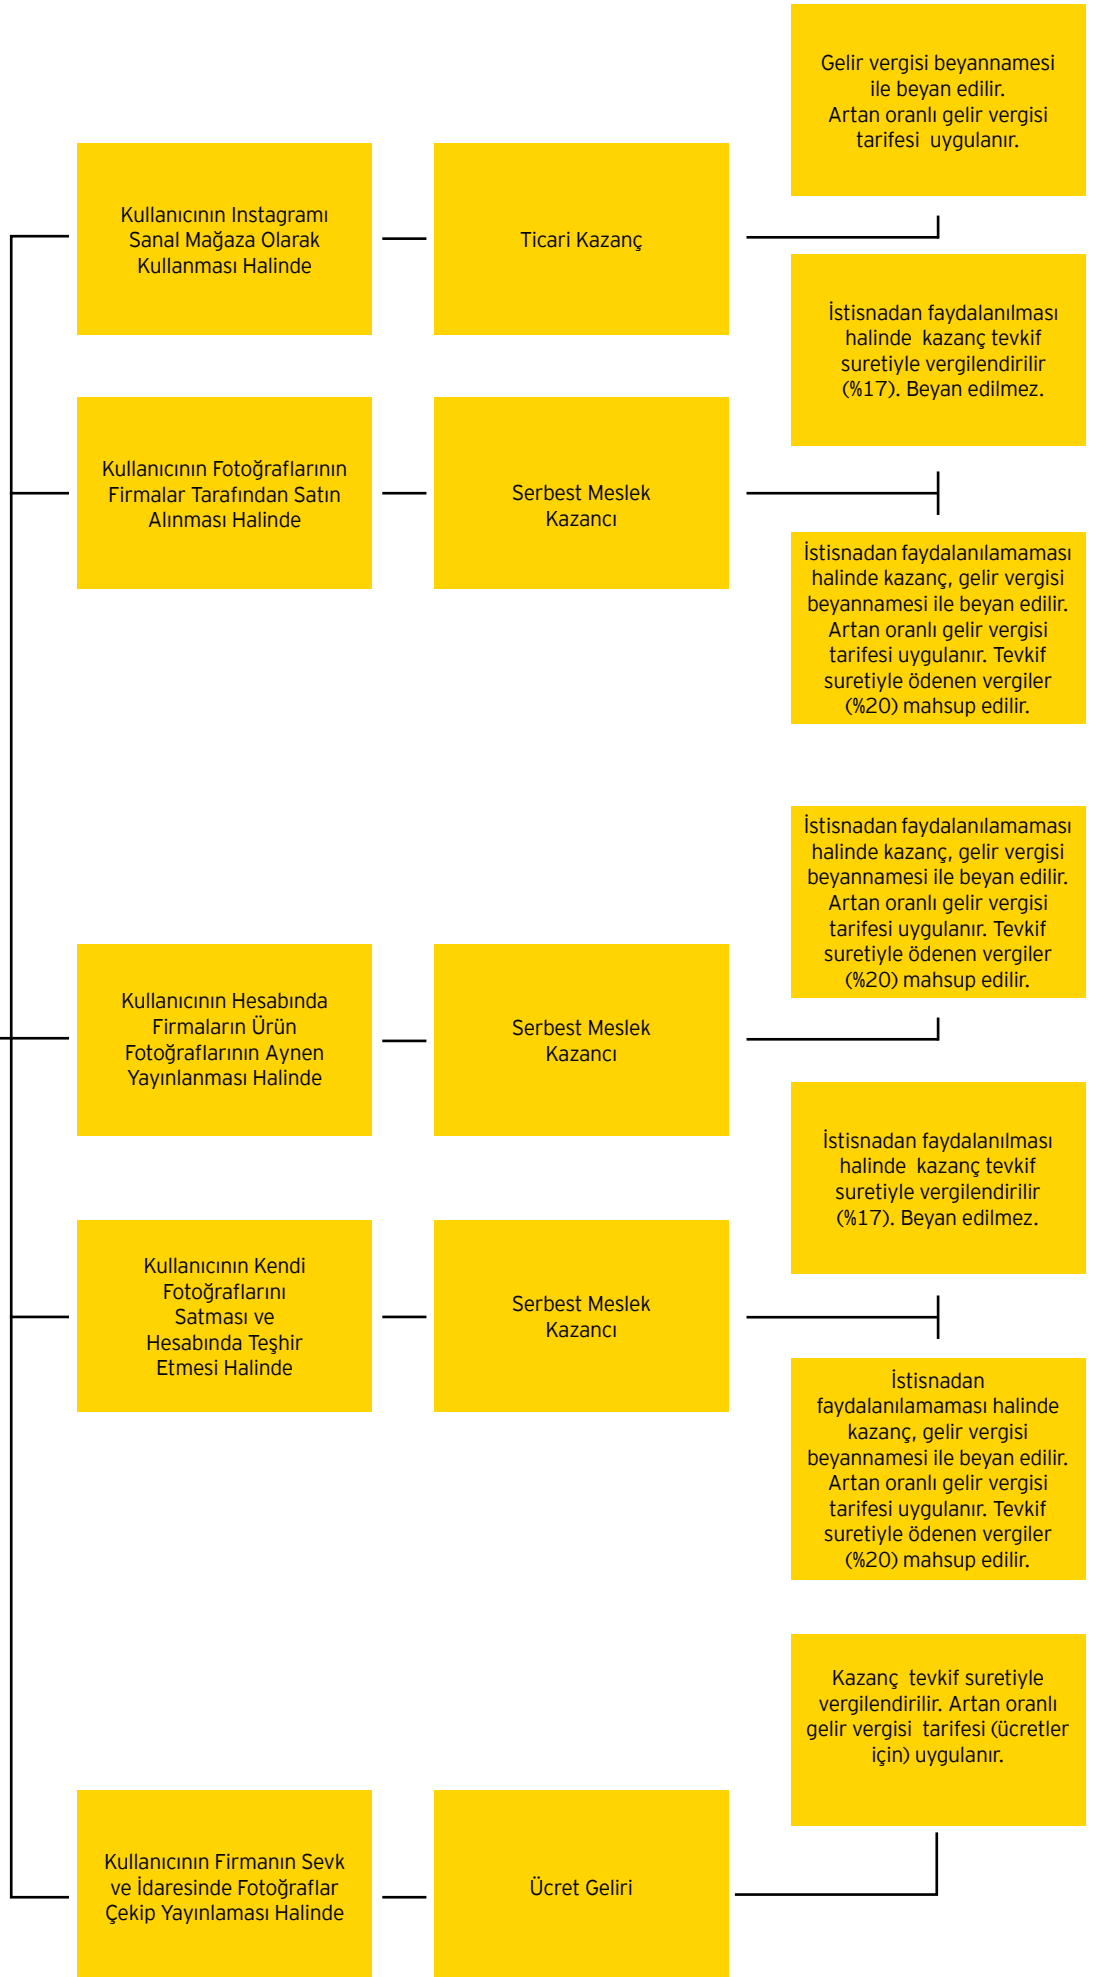 Gelir vergisi beyannamesi
ile beyan edilir.
Artan oranlı gelir vergisi
tarifesi uygulanır.
Kullanıcının Instagramı
Sanal Mağaza Olarak
Kullanması Halinde
Ticari Kazanç
İstisnadan faydalanılması
halinde kazanç tevkif
suretiyle vergilendirilir
(%17). Beyan edilmez.
Kullanıcının Fotoğraflarının
Firmalar Tarafından Satın
Alınması Halinde
Serbest Meslek
Kazancı
İstisnadan faydalanılamaması
halinde kazanç, gelir vergisi
beyannamesi ile beyan edilir.
Artan oranlı gelir vergisi
tarifesi uygulanır. Tevkif
suretiyle ödenen vergiler
(%20) mahsup edilir.
İstisnadan faydalanılamaması
halinde kazanç, gelir vergisi
beyannamesi ile beyan edilir.
Artan oranlı gelir vergisi
tarifesi uygulanır. Tevkif
suretiyle ödenen vergiler
(%20) mahsup edilir.
Kullanıcının Hesabında
Firmaların Ürün
Fotoğraflarının Aynen
Yayınlanması Halinde
Serbest Meslek
Kazancı
İstisnadan faydalanılması
halinde kazanç tevkif
suretiyle vergilendirilir
(%17). Beyan edilmez.
Kullanıcının Kendi
Fotoğraflarını
Satması ve
Hesabında Teşhir
Etmesi Halinde
Serbest Meslek
Kazancı
İstisnadan
faydalanılamaması halinde
kazanç, gelir vergisi
beyannamesi ile beyan edilir.
Artan oranlı gelir vergisi
tarifesi uygulanır. Tevkif
suretiyle ödenen vergiler
(%20) mahsup edilir.
Kazanç tevkif suretiyle
vergilendirilir. Artan oranlı
gelir vergisi tarifesi (ücretler
için) uygulanır.
Kullanıcının Firmanın Sevk
ve İdaresinde Fotoğraflar
Çekip Yayınlaması Halinde
Ücret Geliri